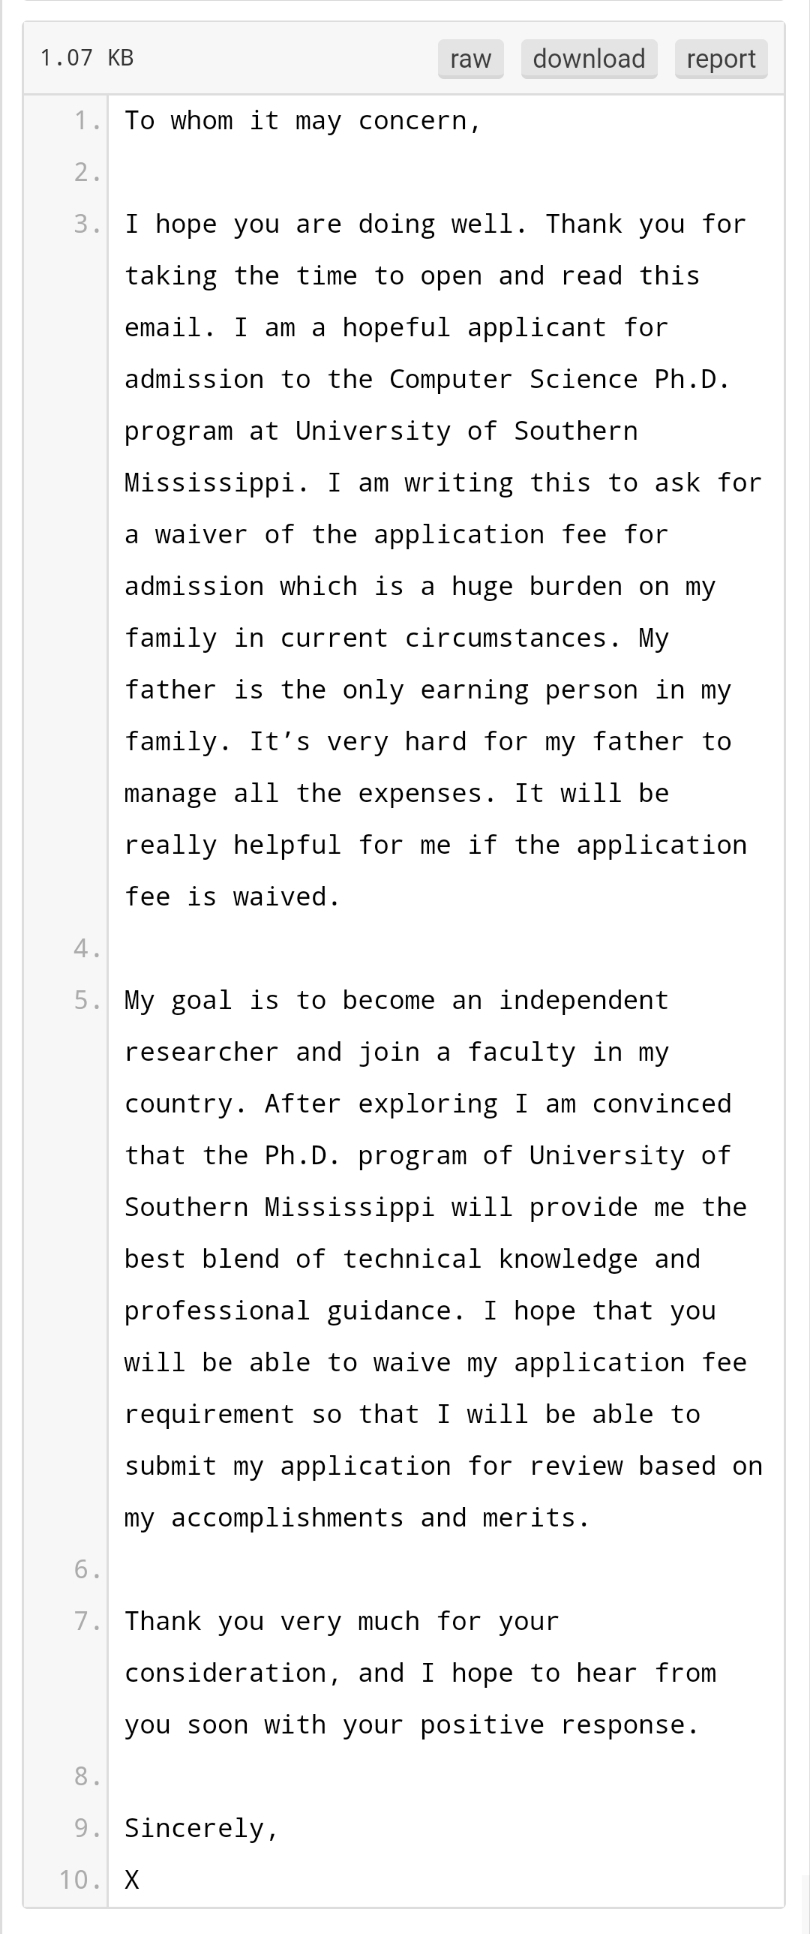 1.07 KB raw download report
1. To whom it may concern,
2.
3. I hope you are doing well. Thank you for
taking the time to open and read this
email. I am a hopeful applicant for
admission to the Computer Science Ph.D.
program at University of Southern
Mississippi. I am writing this to ask for
a waiver of the application fee for
admission which is a huge burden on my
family in current circumstances. My
father is the only earning person in my
family. It’s very hard for my father to
manage all the expenses. It will be
really helpful for me if the application
fee is waived.
4.
5. My goal is to become an independent
researcher and join a faculty in my
country. After exploring I am convinced
that the Ph.D. program of University of
Southern Mississippi will provide me the
best blend of technical knowledge and
professional guidance. I hope that you
will be able to waive my application fee
requirement so that I will be able to
submit my application for review based on
my accomplishments and merits.
6.
7. Thank you very much for your
consideration, and I hope to hear from
you soon with your positive response.
8.
9. Sincerely,
10. X